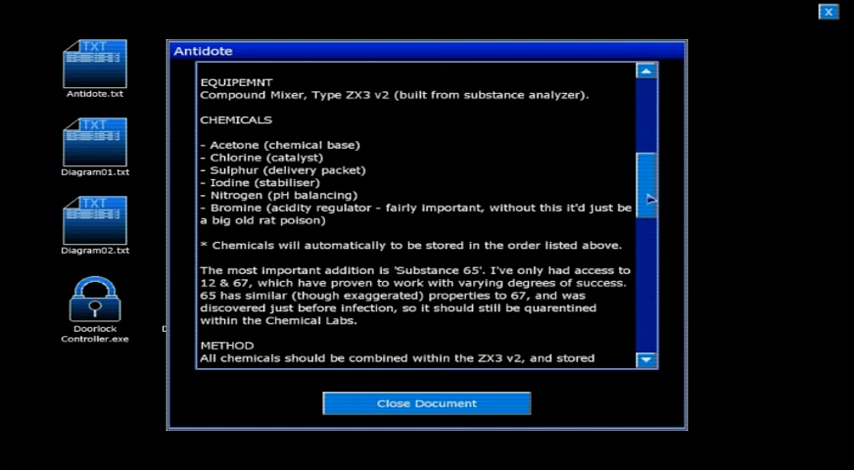 X
TXT
Antidote.txt
TXT
Diagram01.txt
TXT
Diagram02.txt
Doorlock
Controller.exe
D
Antidote
EQUIPEMNT
Compound Mixer, Type ZX3 v2 (built from substance analyzer).
CHEMICALS
- Acetone (chemical base)
- Chlorine (catalyst)
- Sulphur (delivery packet)
- Iodine (stabiliser)
- Nitrogen (pH balancing)
- Bromine (acidity regulator - fairly important, without this it'd just be
a big old rat poison)
* Chemicals will automatically to be stored in the order listed above.
The most important addition is 'Substance 65'. I've only had access to
12 & 67, which have proven to work with varying degrees of success.
65 has similar (though exaggerated) properties to 67, and was
discovered just before infection, so it should still be quarentined
within the Chemical Labs.
METHOD
All chemicals should be combined within the ZX3 v2, and stored
Close Document